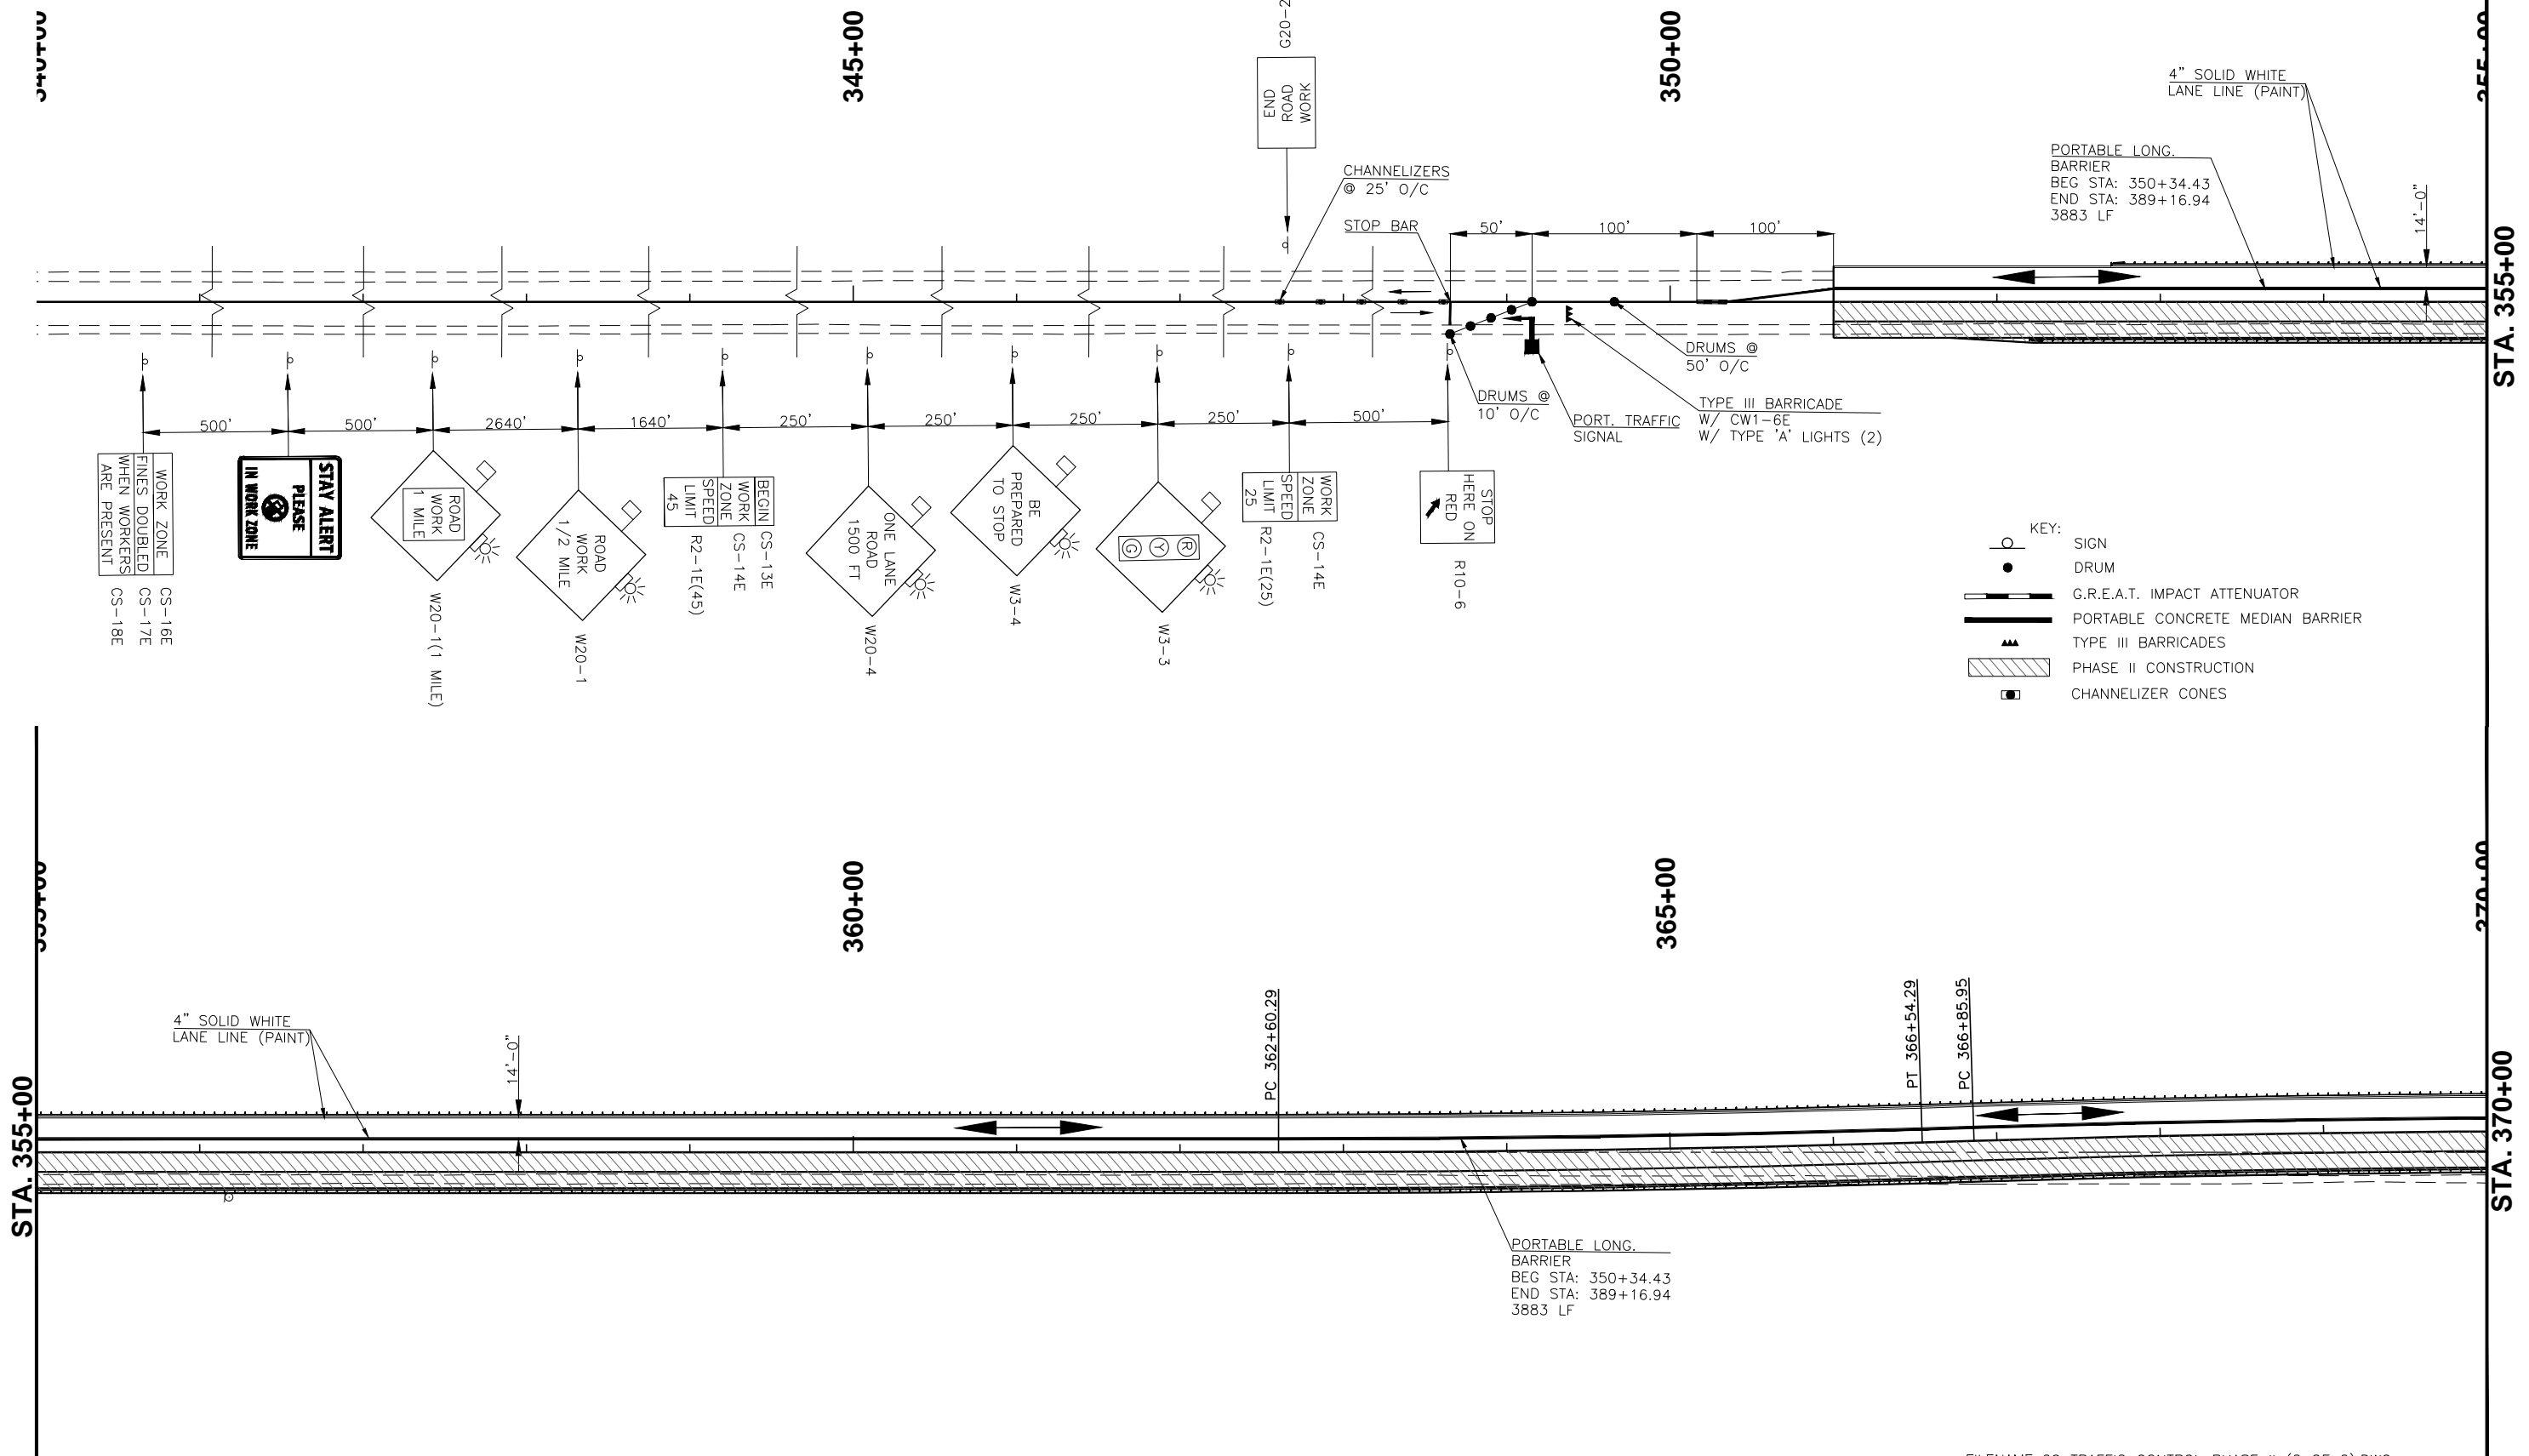 345+00
350+00
G20-2
END
ROAD
WORK
4" SOLID WHITE
LANE LINE (PAINT)
PORTABLE LONG.
BARRIER
BEG STA: 350+34.43
END STA: 389+16.94
3883 LF
14'-0"
STA. 355+00
CHANNELIZERS
@ 25' O/C
STOP BAR
50'
100'
100'
DRUMS @
50' O/C
DRUMS @
10' O/C
PORT. TRAFFIC
SIGNAL
TYPE III BARRICADE
W/ CW1-6E
W/ TYPE 'A' LIGHTS (2)
500'
500'
2640'
1640'
250'
250'
250'
250'
500'
WORK ZONE
FINES DOUBLED
WHEN WORKERS
ARE PRESENT
CS-16E
CS-17E
CS-18E
STAY ALERT
PLEASE
IN WORK ZONE
ROAD
WORK
1 MILE
W20-1(1 MILE)
ROAD
WORK
1/2 MILE
W20-1
BEGIN
WORK
ZONE
SPEED
LIMIT
45
CS-13E
CS-14E
R2-1E(45)
ONE LANE
ROAD
1500 FT
W20-4
BE
PREPARED
TO STOP
W3-4
R
Y
G
W3-3
WORK
ZONE
SPEED
LIMIT
25
CS-14E
R2-1E(25)
STOP
HERE ON
RED
R10-6
KEY:
SIGN
DRUM
G.R.E.A.T. IMPACT ATTENUATOR
PORTABLE CONCRETE MEDIAN BARRIER
TYPE III BARRICADES
PHASE II CONSTRUCTION
CHANNELIZER CONES
360+00
365+00
STA. 355+00
4" SOLID WHITE
LANE LINE (PAINT)
14'-0"
PC 362+60.29
PT 366+54.29
PC 366+85.95
STA. 370+00
PORTABLE LONG.
BARRIER
BEG STA: 350+34.43
END STA: 389+16.94
3883 LF